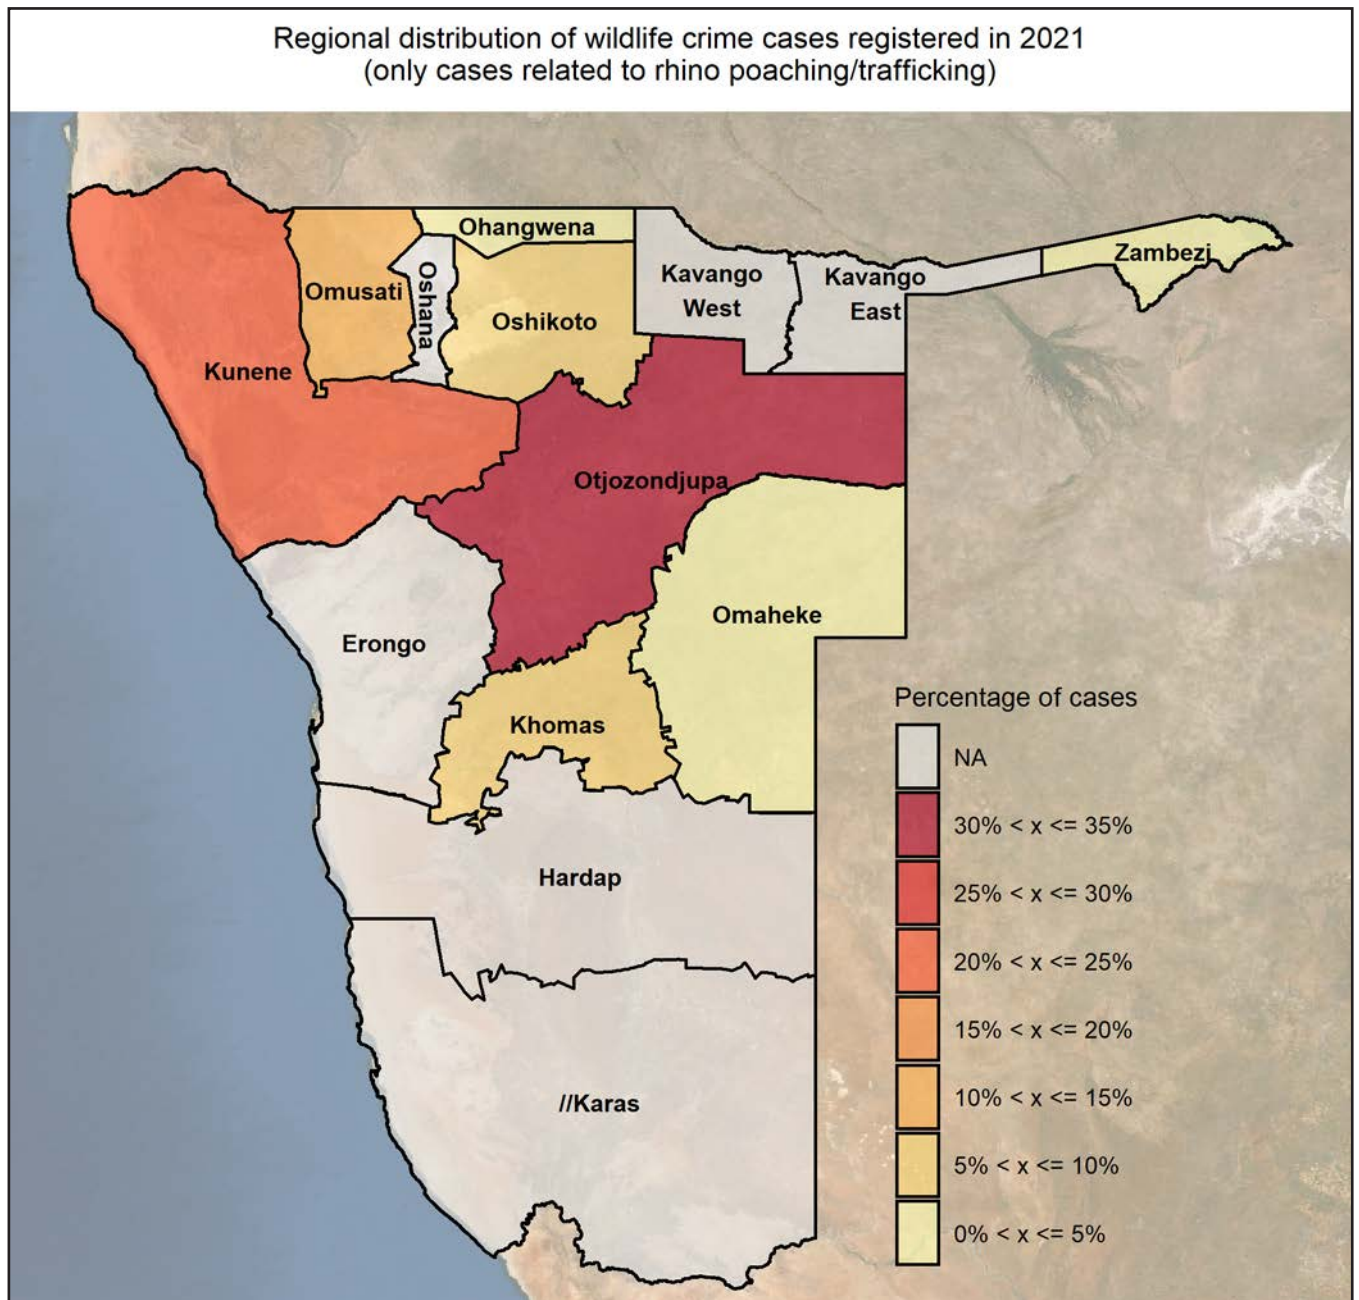 Regional distribution of wildlife crime cases registered in 2021
(only cases related to rhino poaching/trafficking)
Ohangwena
Zambezi
Kavango
West
Kavango
East
Omusati
Oshana
Oshikoto
Kunene
Otjozondjupa
Omaheke
Erongo
Khomas
Hardap
//Karas
Percentage of cases
NA
30% < x <= 35%
25% < x <= 30%
20% < x <= 25%
15% < x <= 20%
10% < x <= 15%
5% < x <= 10%
0% < x <= 5%